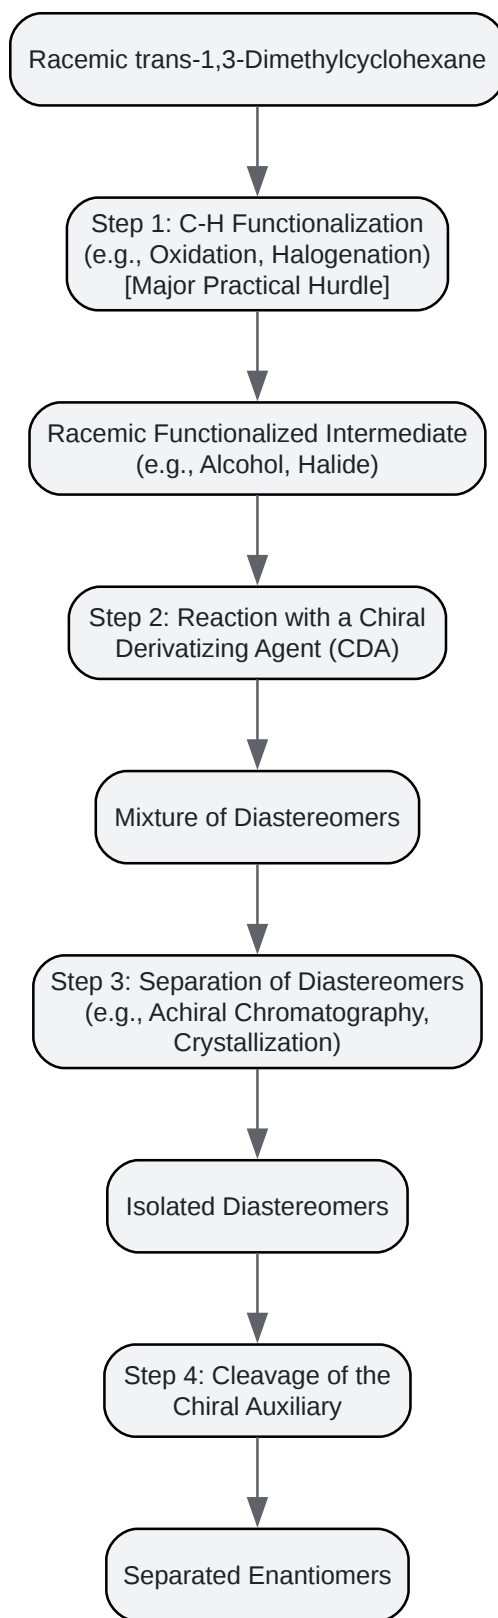 Racemic trans-1,3-Dimethylcyclohexane
Step 1: C-H Functionalization
(e.g., Oxidation, Halogenation)
[Major Practical Hurdle]
Racemic Functionalized Intermediate
(e.g., Alcohol, Halide)
Step 2: Reaction with a Chiral
Derivatizing Agent (CDA)
Mixture of Diastereomers
Step 3: Separation of Diastereomers
(e.g., Achiral Chromatography,
Crystallization)
Isolated Diastereomers
Step 4: Cleavage of the
Chiral Auxiliary
Separated Enantiomers